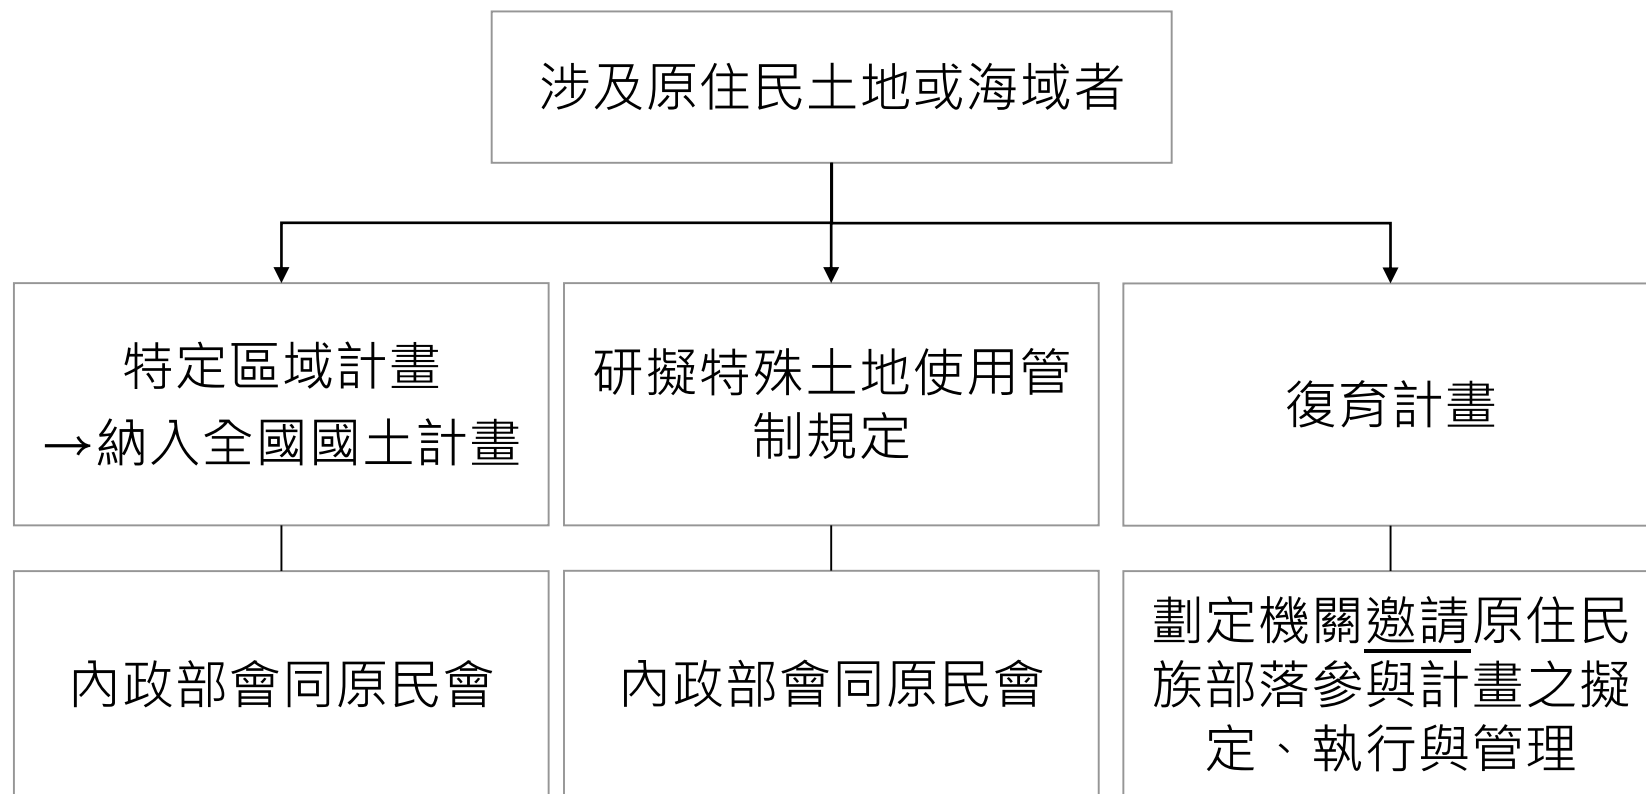 涉及原住民土地或海域者
特定區域計畫
→納入全國國土計畫
研擬特殊土地使用管
制規定
復育計畫
內政部會同原民會
內政部會同原民會
劃定機關邀請原住民
族部落參與計畫之擬
定、執行與管理